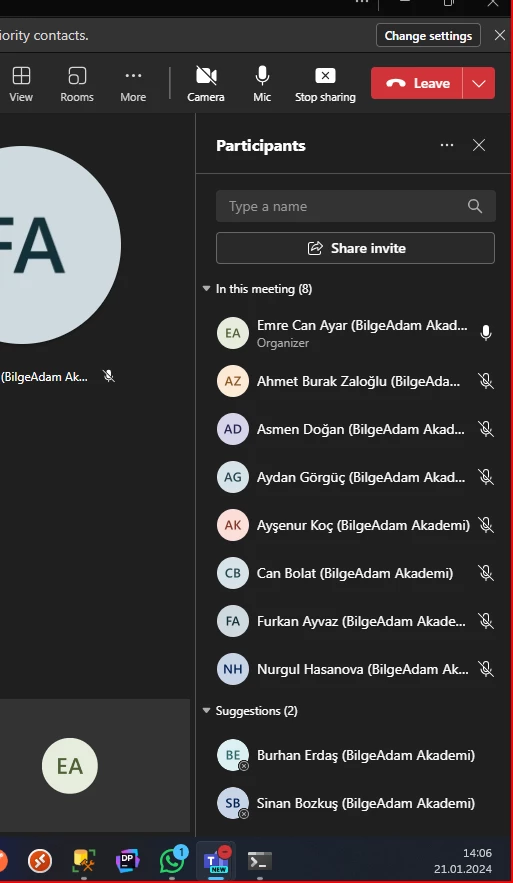 iority contacts.
Change settings
View
Rooms
More
Camera
Mic
Stop sharing
Leave
Participants
FA
Type a name
Share invite
In this meeting (8)
EA
Emre Can Ayar (BilgeAdam Akad...
Organizer
(BilgeAdam Ak...
AZ
Ahmet Burak Zaloğlu (BilgeAda...
AD
Asmen Doğan (BilgeAdam Akad...
AG
Aydan Görgüç (BilgeAdam Akad...
AK
Ayşenur Koç (BilgeAdam Akademi)
CB
Can Bolat (BilgeAdam Akademi)
FA
Furkan Ayvaz (BilgeAdam Akade...
NH
Nurgul Hasanova (BilgeAdam Ak...
Suggestions (2)
EA
BE
Burhan Erdaş (BilgeAdam Akademi)
SB
Sinan Bozkuş (BilgeAdam Akademi)
DP
1
T
NEW
14:06
21.01.2024